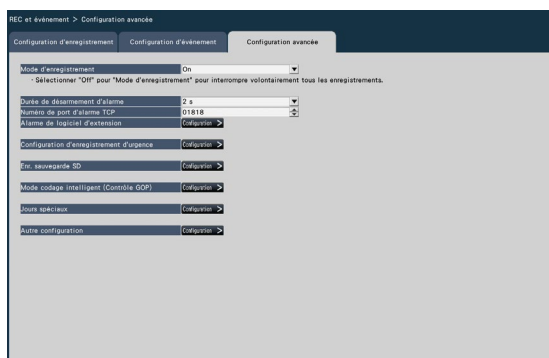 REC et événement > Configuration avancée
Configuration d'enregistrement Configuration d'événement Configuration avancée
Mode d'enregistrement On
· Sélectionner "Off" pour "Mode d'enregistrement" pour interrompre volontairement tous les enregistrements.
Durée de désarmement d'alarme 2 s
Numéro de port d'alarme TCP 01818
Alarme de logiciel d'extension Configuration >
Configuration d'enregistrement d'urgence Configuration >
Ent. sauvegarde SD Configuration >
Mode codage intelligent (Contrôle GOP) Configuration >
Jours spéciaux Configuration >
Autre configuration Configuration >